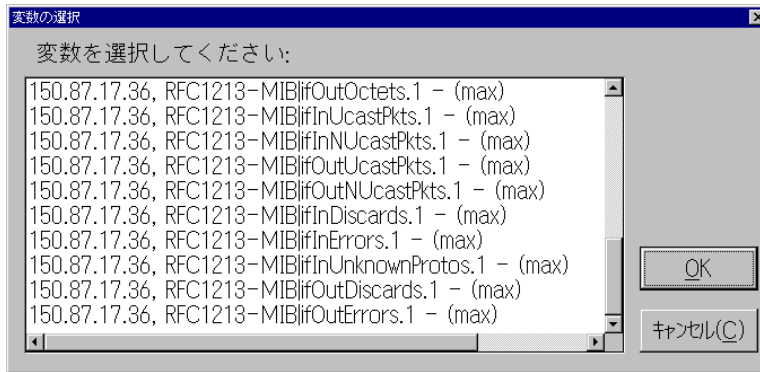 変数の選択
変数を選択してください:
150.87.17.36, RFC1213-MIB|ifOutOctets.1 - (max)
150.87.17.36, RFC1213-MIB|ifInUcastPkts.1 - (max)
150.87.17.36, RFC1213-MIB|ifInNUcastPkts.1 - (max)
150.87.17.36, RFC1213-MIB|ifOutUcastPkts.1 - (max)
150.87.17.36, RFC1213-MIB|ifOutNUcastPkts.1 - (max)
150.87.17.36, RFC1213-MIB|ifInDiscards.1 - (max)
150.87.17.36, RFC1213-MIB|ifInErrors.1 - (max)
150.87.17.36, RFC1213-MIB|ifInUnknownProtos.1 - (max)
150.87.17.36, RFC1213-MIB|ifOutDiscards.1 - (max)
150.87.17.36, RFC1213-MIB|ifOutErrors.1 - (max)
OK
キャンセル(C)